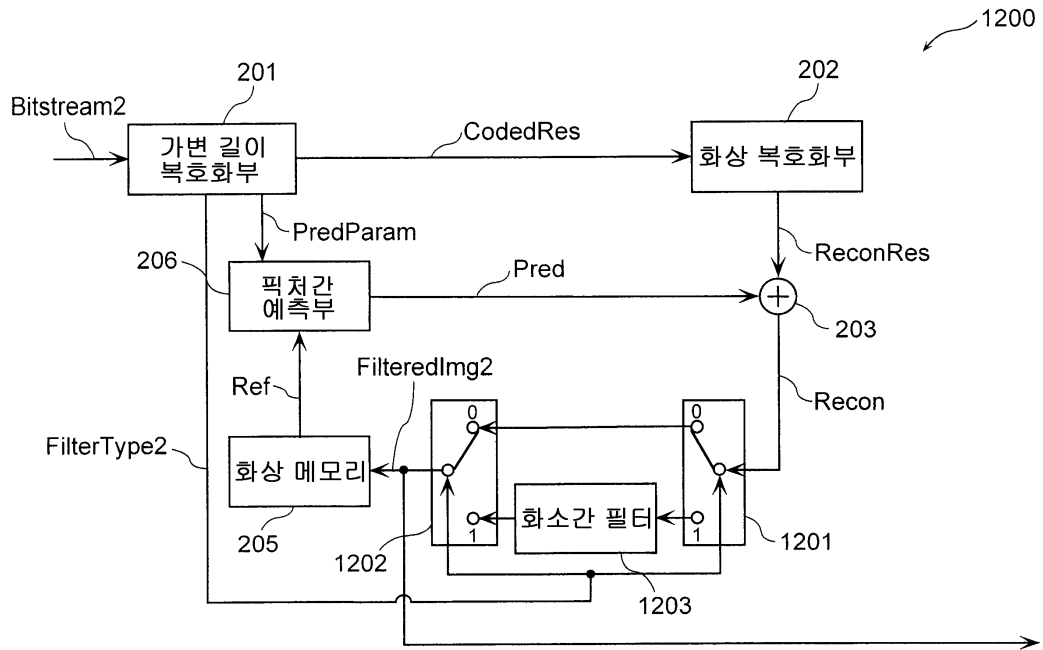 1200
201
202
Bitstream2
가변 길이
복호화부
CodedRes
화상 복호화부
PredParam
ReconRes
206
픽처간
예측부
Pred
203
Ref
FilteredImg2
Recon
FilterType2
0
0
화상 메모리
화소간 필터
1
1
205
1202
1203
1201